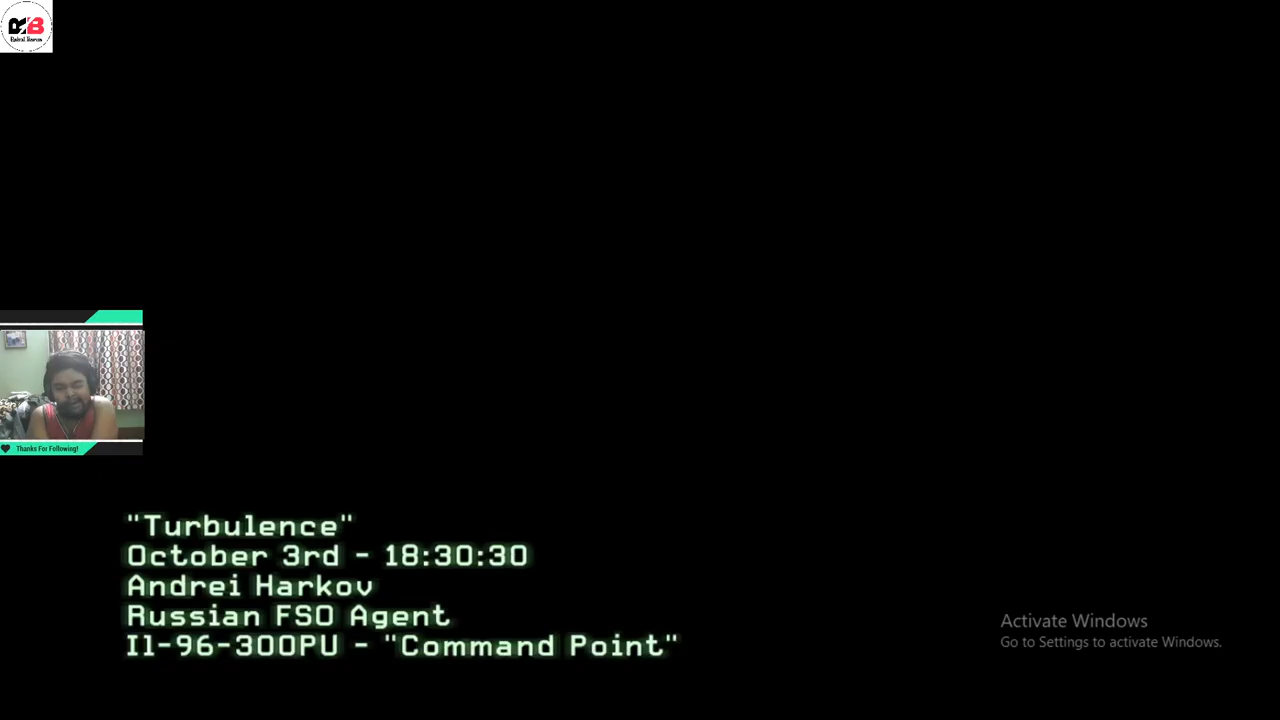 RB
Thanks For Following!
"Turbulence"
October 3rd - 18:30:30
Andrei Harkov
Russian FSO Agent
Il-96-300PU - "Command Point"
Activate Windows
Go to Settings to activate Windows.